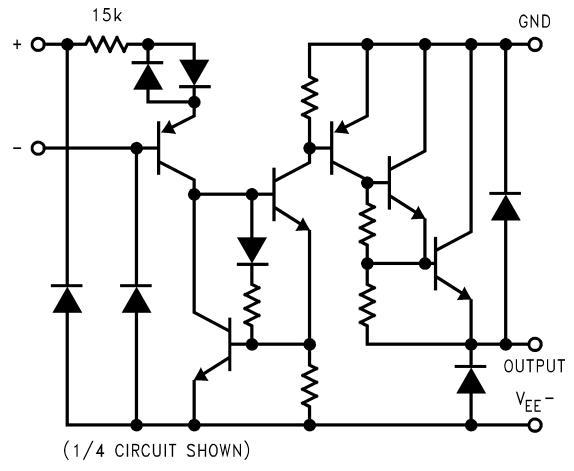 15k
GND
+
−
OUTPUT
VEE−
(1/4 CIRCUIT SHOWN)